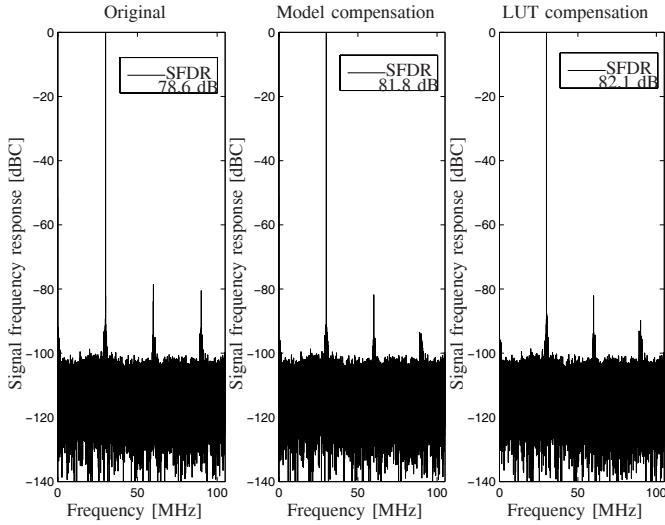 Original
Model compensation
LUT compensation
SFDR
78.6 dB
SFDR
81.8 dB
SFDR
82.1 dB
Signal frequency response [dBC]
0
−20
−40
−60
−80
−100
−120
−140
0
50
100
Frequency [MHz]
Signal frequency response [dBC]
0
−20
−40
−60
−80
−100
−120
−140
0
50
100
Frequency [MHz]
Signal frequency response [dBC]
0
−20
−40
−60
−80
−100
−120
−140
0
50
100
Frequency [MHz]